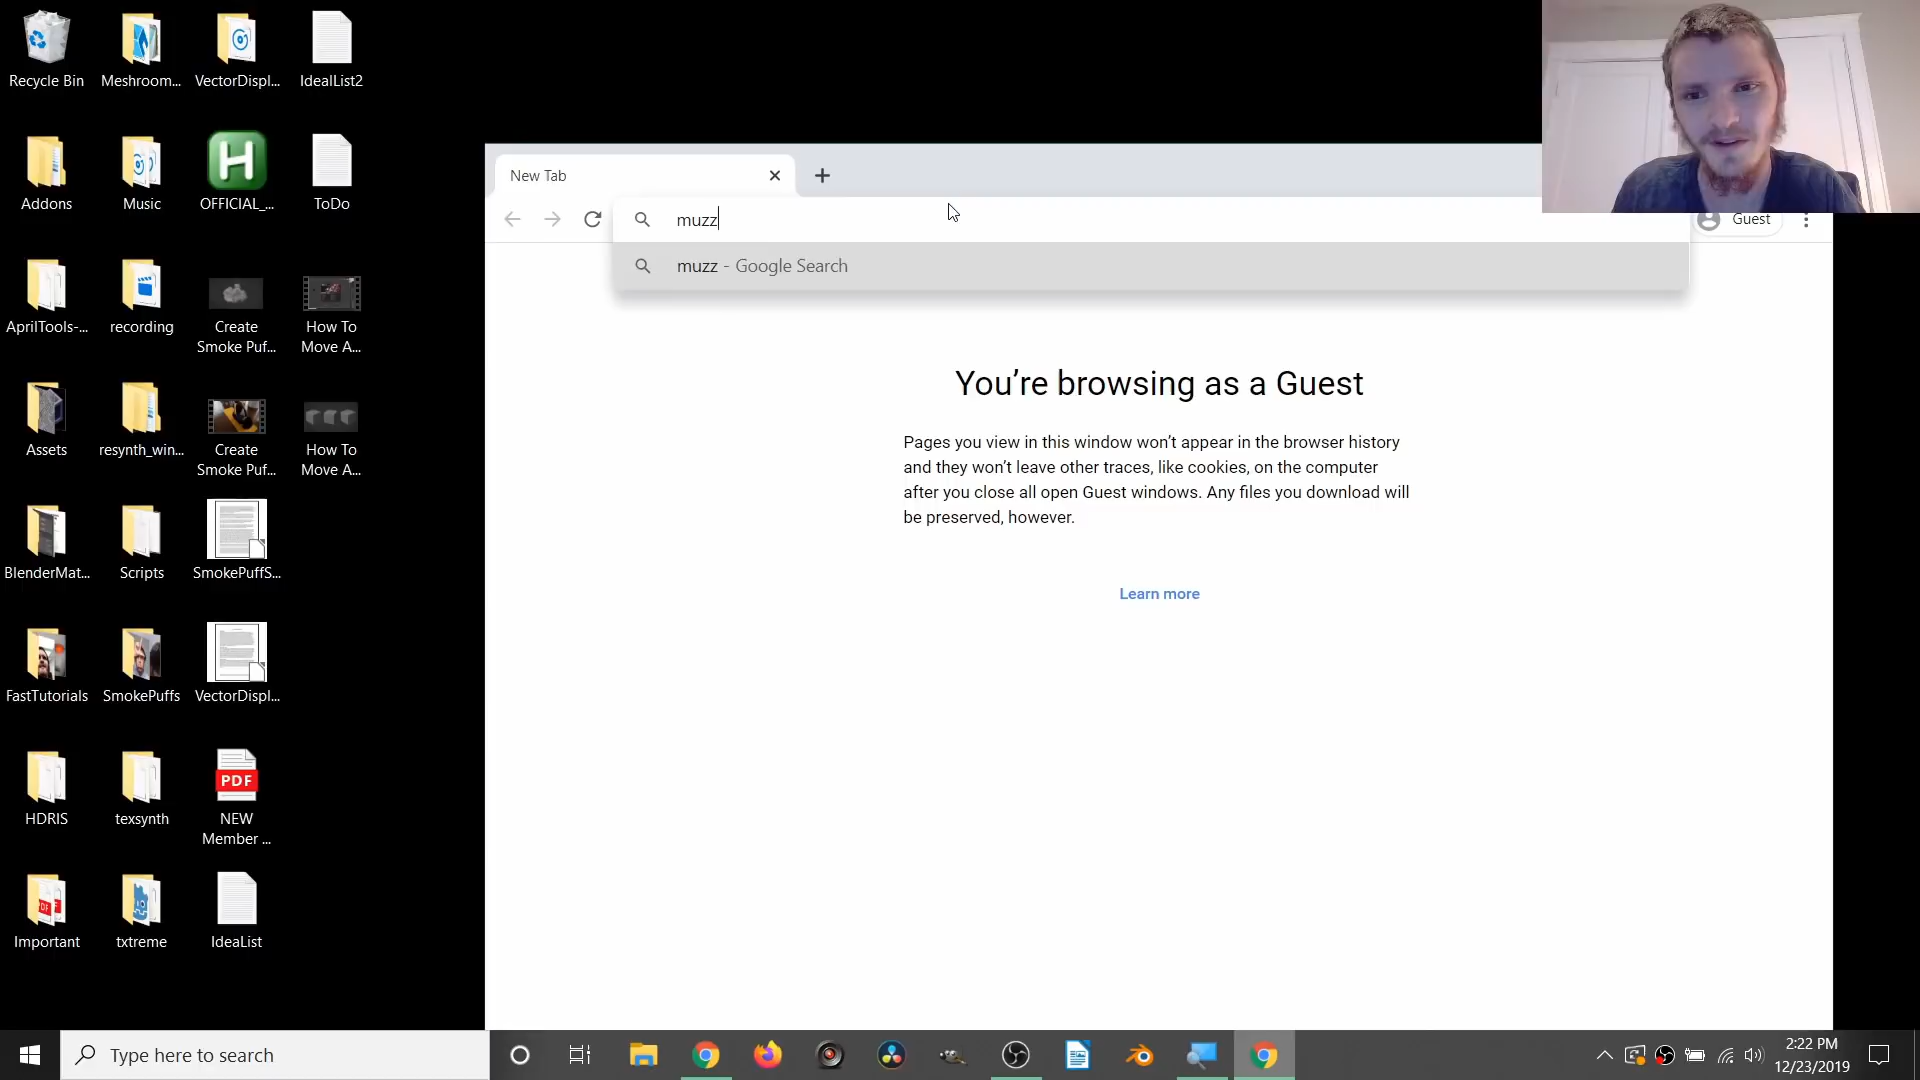 Recycle Bin
Meshroom...
VectorDispl...
IdealList2
Addons
Music
OFFICIAL_...
ToDo
AprilTools-...
recording
Create
Smoke Puf...
How To
Move A...
Assets
resynth_win...
Create
Smoke Puf...
How To
Move A...
BlenderMat...
Scripts
SmokePuffS...
FastTutorials
SmokePuffs
VectorDispl...
HDRIS
texsynth
PDF
NEW
Member ...
Important
txtreme
IdeaList
New Tab
muzz
Guest
muzz - Google Search
You're browsing as a Guest
Pages you view in this window won't appear in the browser history
and they won't leave other traces, like cookies, on the computer
after you close all open Guest windows. Any files you download will
be preserved, however.
Learn more
Type here to search
2:22 PM
12/23/2019